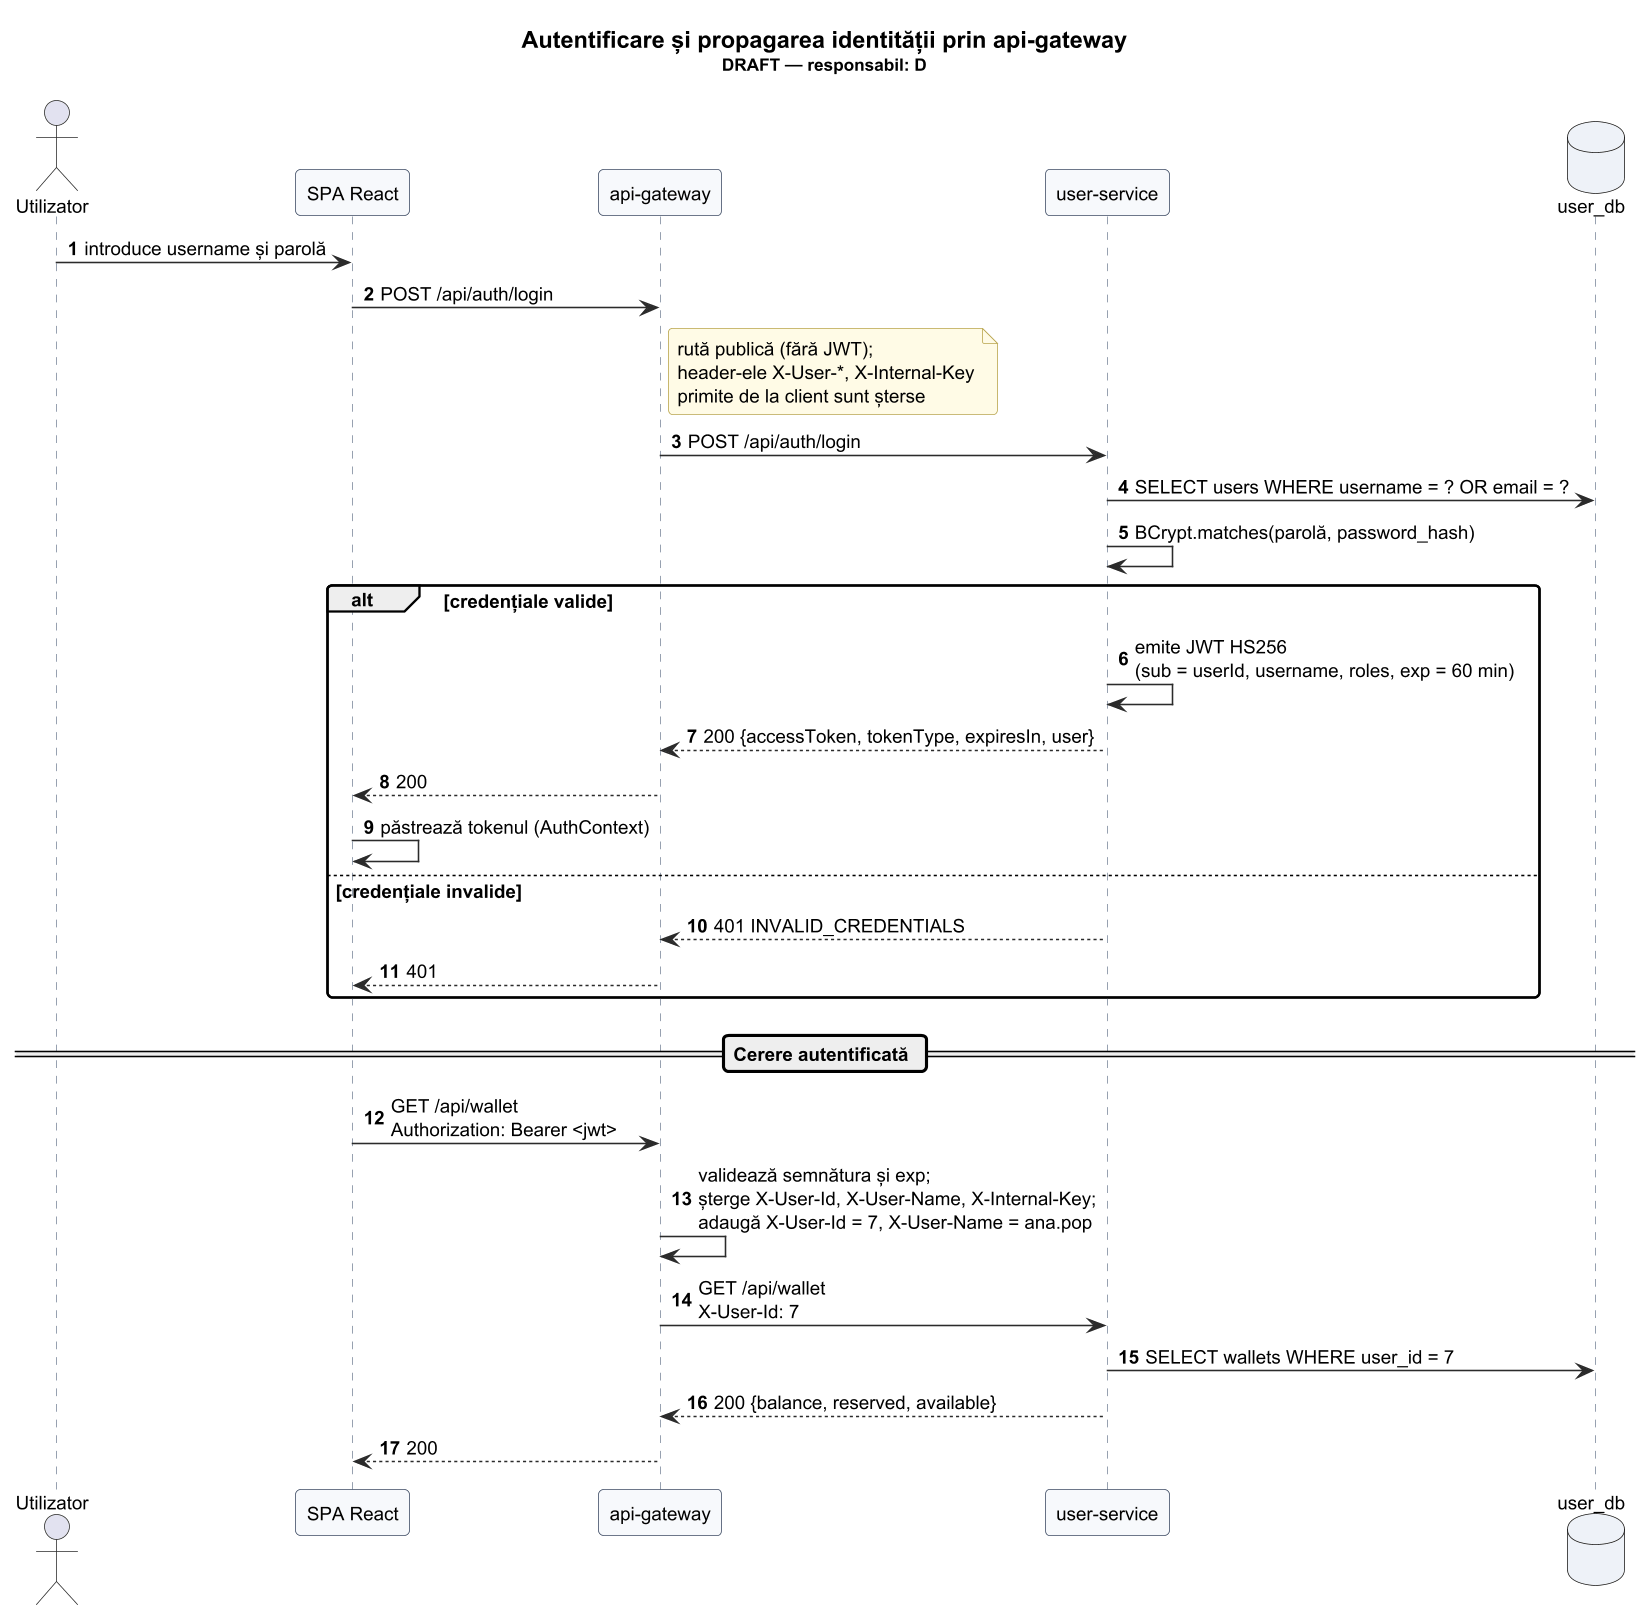 Autentificare și propagarea identității prin api-gateway
DRAFT — responsabil: D
Utilizator
SPA React
api-gateway
user-service
user_db
1 introduce username și parolă
2 POST /api/auth/login
rută publică (fără JWT);
header-ele X-User-*, X-Internal-Key
primite de la client sunt șterse
3 POST /api/auth/login
4 SELECT users WHERE username = ? OR email = ?
5 BCrypt.matches(parolă, password_hash)
alt [credențiale valide]
6 emite JWT HS256
(sub = userId, username, roles, exp = 60 min)
7 200 {accessToken, tokenType, expiresIn, user}
8 200
9 păstrează tokenul (AuthContext)
[credențiale invalide]
10 401 INVALID_CREDENTIALS
11 401
Cerere autentificată
12 GET /api/wallet
Authorization: Bearer <jwt>
13 validează semnătura și exp;
șterge X-User-Id, X-User-Name, X-Internal-Key;
adaugă X-User-Id = 7, X-User-Name = ana.pop
14 GET /api/wallet
X-User-Id: 7
15 SELECT wallets WHERE user_id = 7
16 200 {balance, reserved, available}
17 200
Utilizator
SPA React
api-gateway
user-service
user_db